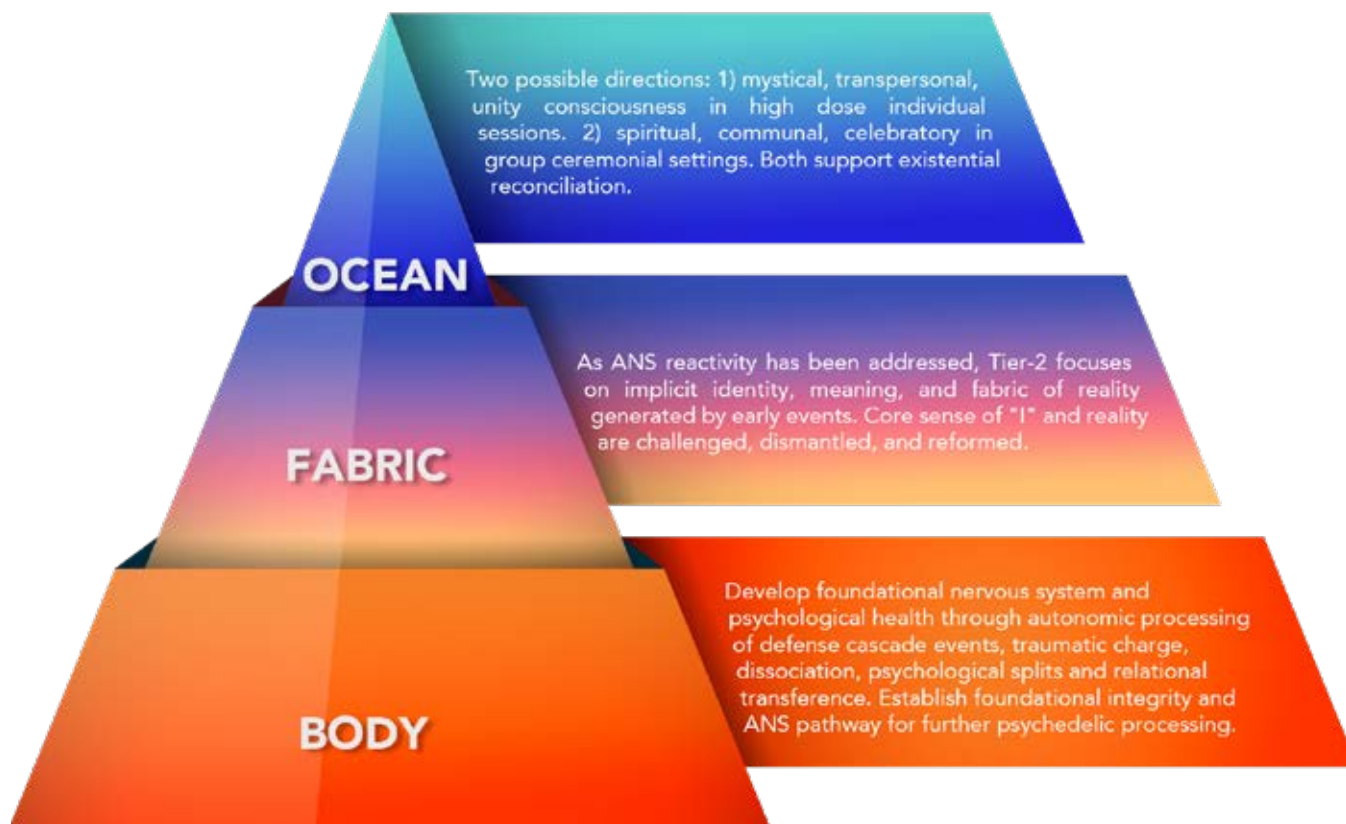 Two possible directions: 1) mystical, transpersonal,
unity consciousness in high dose individual
sessions. 2) spiritual, communal, celebratory in
group ceremonial settings. Both support existential
reconciliation.
OCEAN
As ANS reactivity has been addressed, Tier-2 focuses
on implicit identity, meaning, and fabric of reality
generated by early events. Core sense of "I" and reality
are challenged, dismantled, and reformed.
FABRIC
Develop foundational nervous system and
psychological health through autonomic processing
of defense cascade events, traumatic charge,
dissociation, psychological splits and relational
transference. Establish foundational integrity and
ANS pathway for further psychedelic processing.
BODY